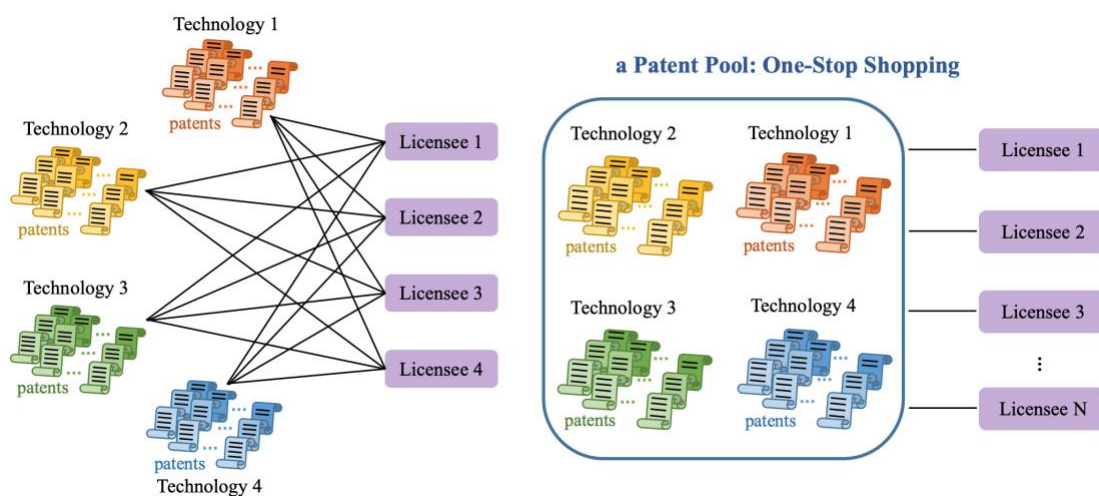 Technology 1
patents
Technology 2
patents
Technology 3
patents
patents
Technology 4
Licensee 1
Licensee 2
Licensee 3
Licensee 4
a Patent Pool: One-Stop Shopping
Technology 2
patents
Technology 1
patents
Technology 3
patents
Technology 4
patents
Licensee 1
Licensee 2
Licensee 3
⋮
Licensee N